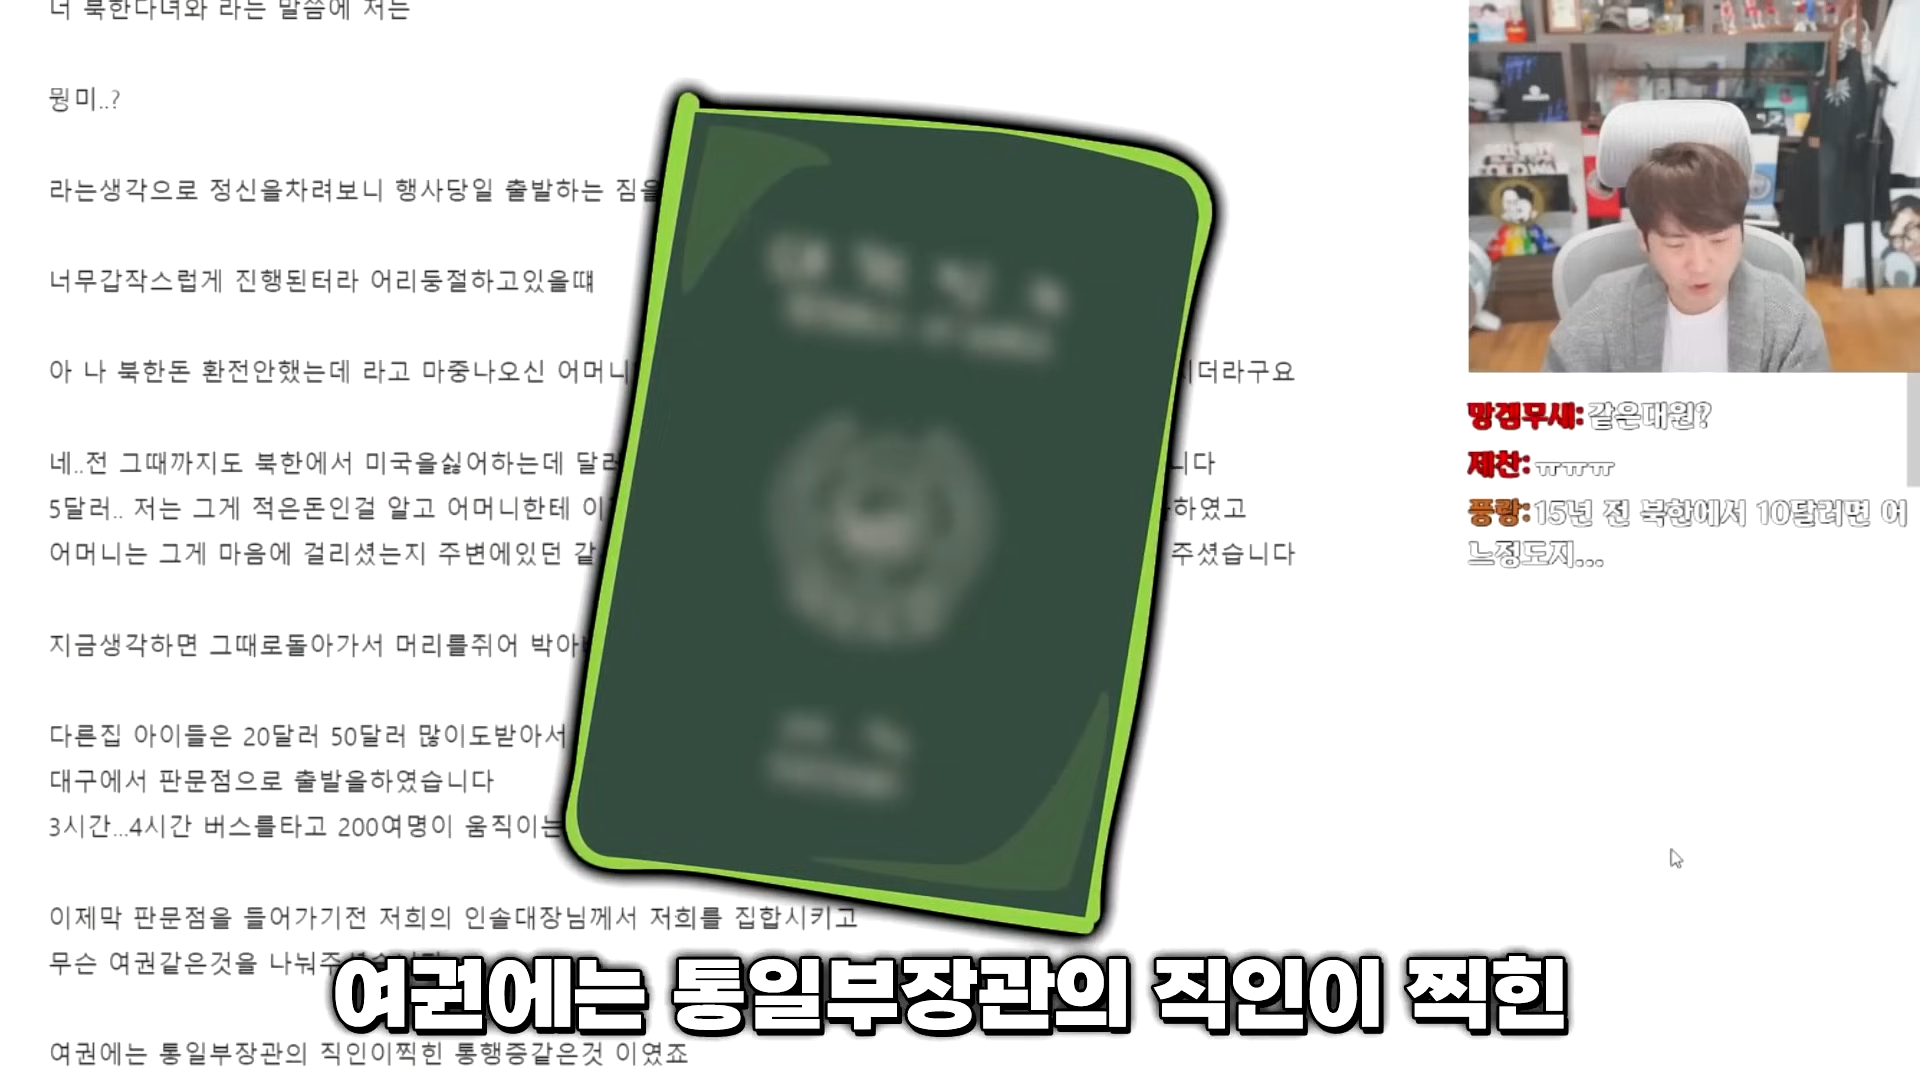 너 북한다녀와 라는 말씀에 저는
뭥미..?
라는생각으로 정신을차려보니 행사당일 출발하는 짐을
너무갑작스럽게 진행된터라 어리둥절하고있을떄
아 나 북한돈 환전안했는데 라고 마중나오신 어머니
시더라구요
네..전 그때까지도 북한에서 미국을싫어하는데 달러
니다
5달러.. 저는 그게 적은돈인걸 알고 어머니한테 이
하였고
어머니는 그게 마음에 걸리셨는지 주변에있던 같
주셨습니다
지금생각하면 그때로돌아가서 머리를쥐어 박아
다른집 아이들은 20달러 50달러 많이도받아서
대구에서 판문점으로 출발을하였습니다
3시간...4시간 버스를타고 200여명이 움직이는
이제막 판문점을 들어가기전 저희의 인솔대장님께서 저희를 집합시키고
무슨 여권같은것을 나눠주
여권에는 통일부장관의 직인이 찍힌
여권에는 통일부장관의 직인이찍힌 통행증같은것 이였죠
망겜무새: 같은대원?
제찬: ㅠㅠㅠ
풍랑: 15년 전 북한에서 10달러면 어
느정도지...